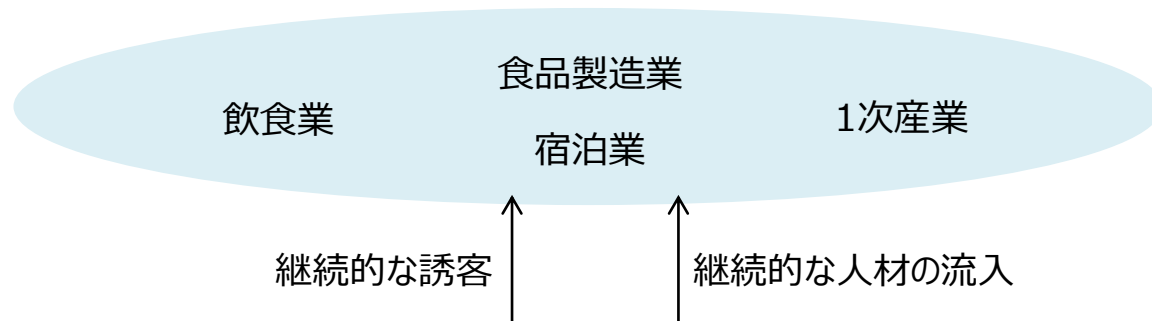 食品製造業
飲食業
1次産業
宿泊業
継続的な誘客
継続的な人材の流入